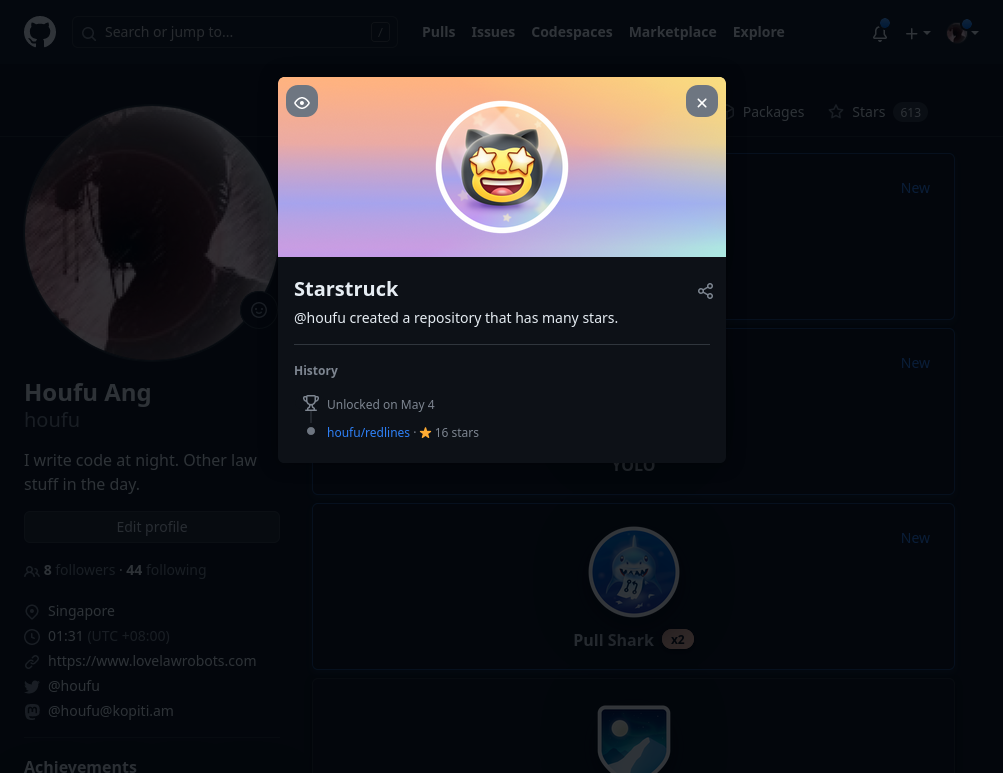 Search or jump to...
/
Pulls
Issues
Codespaces
Marketplace
Explore
Packages
Stars
613
New
Starstruck
@houfu created a repository that has many stars.
History
Unlocked on May 4
houfu/redlines · ⭐ 16 stars
New
YOLO
New
Pull Shark
x2
Houfu Ang
houfu
I write code at night. Other law
stuff in the day.
Edit profile
8 followers · 44 following
Singapore
01:31 (UTC +08:00)
https://www.lovelawrobots.com
@houfu
@houfu@kopiti.am
Achievements